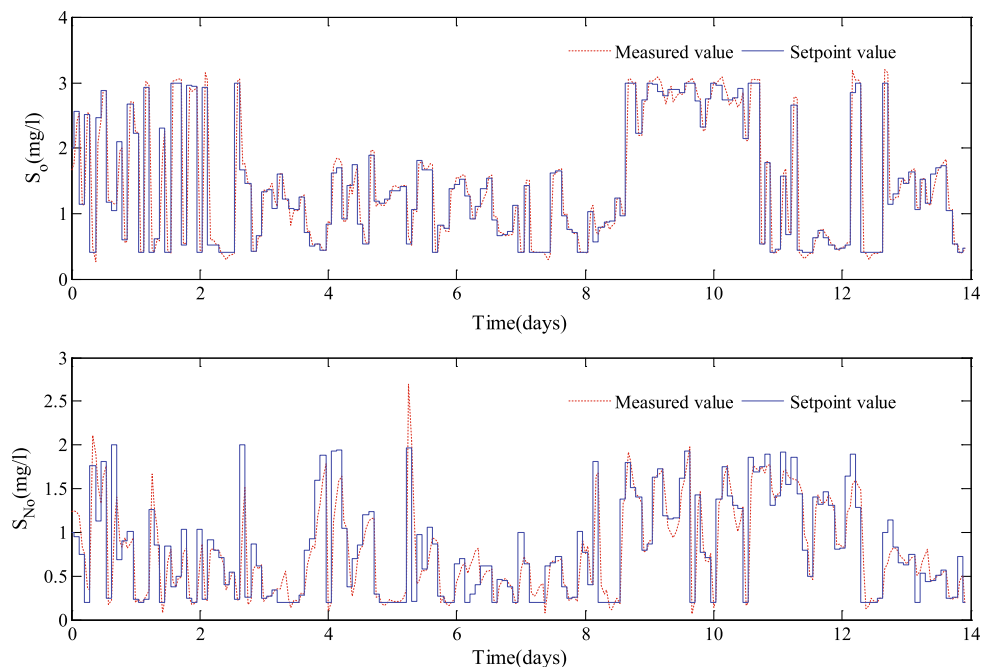 4
Measured value Setpoint value
3
2
1
0
So(mg/l)
0 2 4 6 8 10 12 14
Time(days)
3
2.5
Measured value Setpoint value
2
1.5
1
0.5
0
SNo(mg/l)
0 2 4 6 8 10 12 14
Time(days)